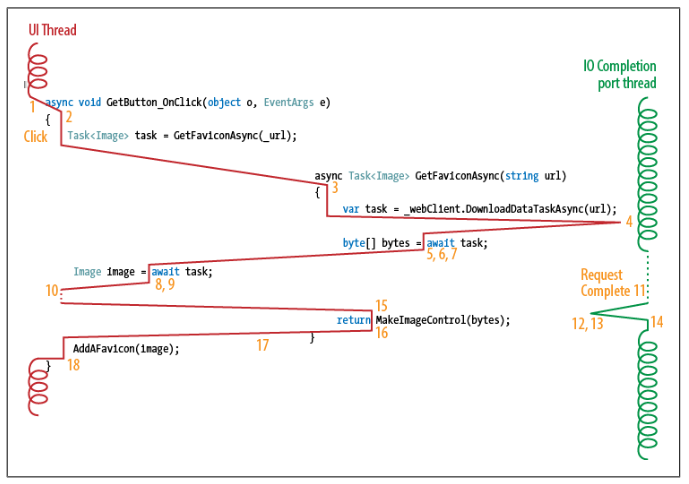 UI Thread
IO Completion
port thread
1
async void GetButton_OnClick(object o, EventArgs e)
{
2
Click
Task<Image> task = GetFaviconAsync(_url);
async Task<Image> GetFaviconAsync(string url)
3
{
var task = _webClient.DownloadDataTaskAsync(url);
4
byte[] bytes = await task;
5, 6, 7
Image image = await task;
8, 9
10
Request
Complete 11
15
return MakeImageControl(bytes);
12, 13
14
16
}
17
AddAFavicon(image);
18
}